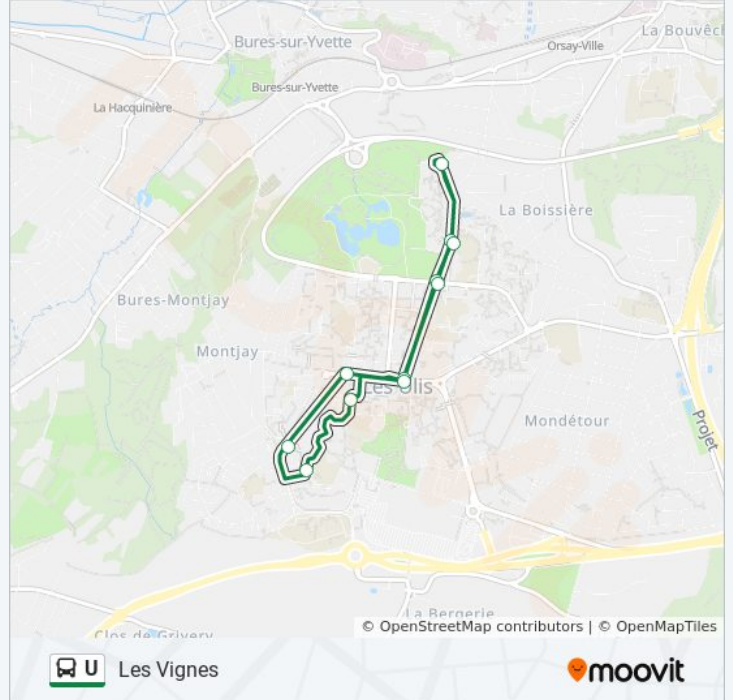 Bures-sur-Yvette
Orsay-Ville
La Bouvêc
Bures-sur-Yvette
La Hacquinière
La Boissière
Bures-Montjay
Montjay
Les Ulis
Mondétour
Projet
La Bergerie
Clos de Grivery
© OpenStreetMap contributors | © OpenMapTiles
U Les Vignes
moovit